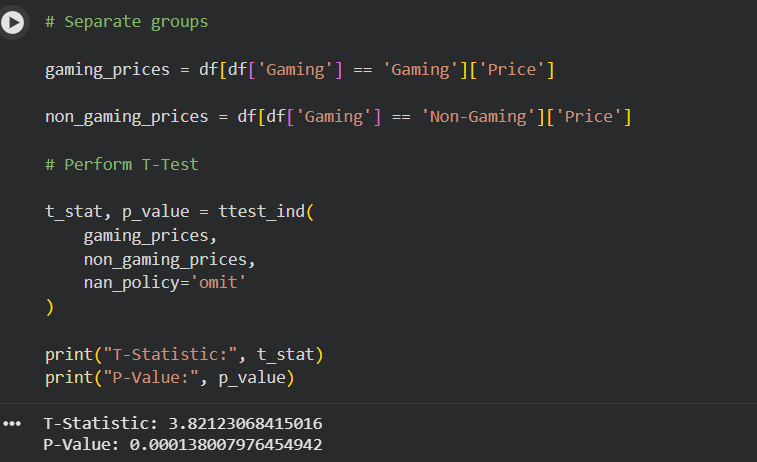 # Separate groups
gaming_prices = df[df['Gaming'] == 'Gaming']['Price']
non_gaming_prices = df[df['Gaming'] == 'Non-Gaming']['Price']
# Perform T-Test
t_stat, p_value = ttest_ind(
    gaming_prices,
    non_gaming_prices,
    nan_policy='omit'
)
print("T-Statistic:", t_stat)
print("P-Value:", p_value)
T-Statistic: 3.82123068415016
P-Value: 0.000138007976454942